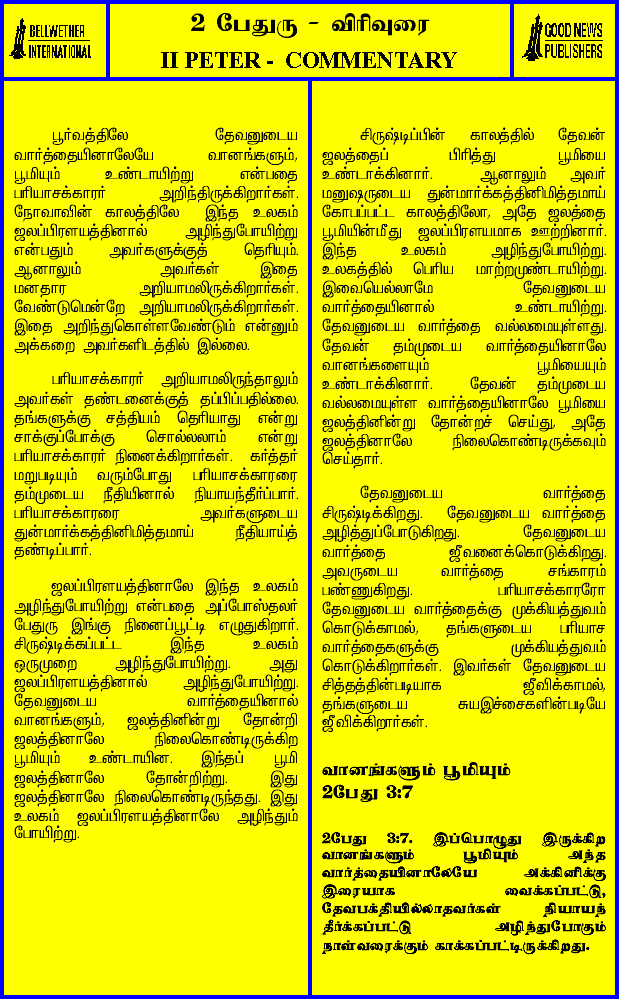 BELLWETHER
INTERNATIONAL
2 பேதுரு - விரிவுரை
II PETER - COMMENTARY
GOOD NEWS
PUBLISHERS
பூர்வத்திலே தேவனுடைய
வார்த்தையினாலேயே வானங்களும்,
பூமியும் உண்டாயிற்று என்பதை
பரியாசக்காரர் அறிந்திருக்கிறார்கள்.
நோவாவின் காலத்திலே இந்த உலகம்
ஜலப்பிரளயத்தினால் அழிந்துபோயிற்று
என்பதும் அவர்களுக்குத் தெரியும்.
ஆனாலும் அவர்கள் இதை
மனதார அறியாமலிருக்கிறார்கள்.
வேண்டுமென்றே அறியாமலிருக்கிறார்கள்.
இதை அறிந்துகொள்ளவேண்டும் என்னும்
அக்கறை அவர்களிடத்தில் இல்லை.
பரியாசக்காரர் அறியாமலிருந்தாலும்
அவர்கள் தண்டனைக்குத் தப்பிப்பதில்லை.
தங்களுக்கு சத்தியம் தெரியாது என்று
சாக்குப்போக்கு சொல்லலாம் என்று
பரியாசக்காரர் நினைக்கிறார்கள். கர்த்தர்
மறுபடியும் வரும்போது பரியாசக்காரரை
தம்முடைய நீதியினால் நியாயந்தீர்ப்பார்.
பரியாசக்காரரை அவர்களுடைய
துன்மார்க்கத்தினிமித்தமாய் நீதியாய்த்
தண்டிப்பார்.
ஜலப்பிரளயத்தினாலே இந்த உலகம்
அழிந்துபோயிற்று என்பதை அப்போஸ்தலர்
பேதுரு இங்கு நினைப்பூட்டி எழுதுகிறார்.
சிருஷ்டிக்கப்பட்ட இந்த உலகம்
ஒருமுறை அழிந்துபோயிற்று. அது
ஜலப்பிரளயத்தினால் அழிந்துபோயிற்று.
தேவனுடைய வார்த்தையினால்
வானங்களும், ஜலத்தினின்று தோன்றி
ஜலத்தினாலே நிலைகொண்டிருக்கிற
பூமியும் உண்டாயின. இந்தப் பூமி
ஜலத்தினாலே தோன்றிற்று. இது
ஜலத்தினாலே நிலைகொண்டிருந்தது. இது
உலகம் ஜலப்பிரளயத்தினாலே அழிந்தும்
போயிற்று.
சிருஷ்டிப்பின் காலத்தில் தேவன்
ஜலத்தைப் பிரித்து பூமியை
உண்டாக்கினார். ஆனாலும் அவர்
மனுஷருடைய துன்மார்க்கத்தினிமித்தமாய்
கோபப்பட்ட காலத்திலோ, அதே ஜலத்தை
பூமியின்மீது ஜலப்பிரளயமாக ஊற்றினார்.
இந்த உலகம் அழிந்துபோயிற்று.
உலகத்தில் பெரிய மாற்றமுண்டாயிற்று.
இவையெல்லாமே தேவனுடைய
வார்த்தையினால் உண்டாயிற்று.
தேவனுடைய வார்த்தை வல்லமையுள்ளது.
தேவன் தம்முடைய வார்த்தையினாலே
வானங்களையும் பூமியையும்
உண்டாக்கினார். தேவன் தம்முடைய
வல்லமையுள்ள வார்த்தையினாலே பூமியை
ஜலத்தினின்று தோன்றச் செய்து, அதே
ஜலத்தினாலே நிலைகொண்டிருக்கவும்
செய்தார்.
தேவனுடைய வார்த்தை
சிருஷ்டிக்கிறது. தேவனுடைய வார்த்தை
அழித்துப்போடுகிறது. தேவனுடைய
வார்த்தை ஜீவனைக்கொடுக்கிறது.
அவருடைய வார்த்தை சங்காரம்
பண்ணுகிறது. பரியாசக்காரரோ
தேவனுடைய வார்த்தைக்கு முக்கியத்துவம்
கொடுக்காமல், தங்களுடைய பரியாச
வார்த்தைகளுக்கு முக்கியத்துவம்
கொடுக்கிறார்கள். இவர்கள் தேவனுடைய
சித்தத்தின்படியாக ஜீவிக்காமல்,
தங்களுடைய சுயஇச்சைகளின்படியே
ஜீவிக்கிறார்கள்.
வானங்களும் பூமியும்
2பேது 3:7
2பேது 3:7. இப்பொழுது இருக்கிற
வானங்களும் பூமியும் அந்த
வார்த்தையினாலேயே அக்கினிக்கு
இரையாக வைக்கப்பட்டு,
தேவபக்தியில்லாதவர்கள் நியாயந்
தீர்க்கப்பட்டு அழிந்துபோகும்
நாள்வரைக்கும் காக்கப்பட்டிருக்கிறது.